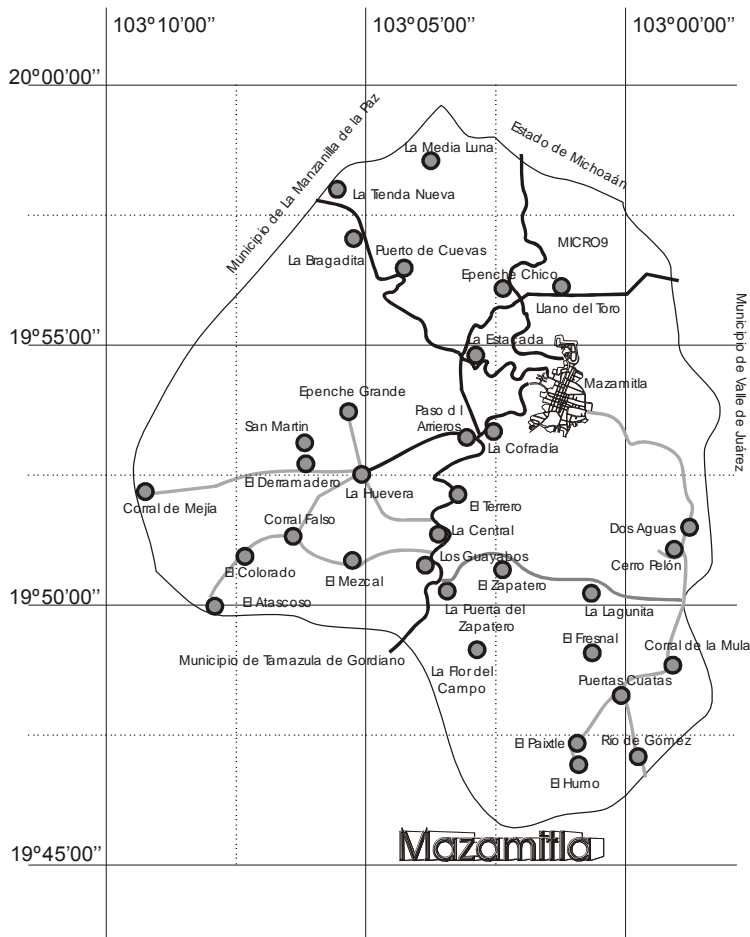 103º10’00’’ 103º05’00’’ 103º00’00’’
20º00’00’’
Municipio de La Manzanilla de la Paz
Estado de Michoaán
La Media Luna
La Tienda Nueva
MICRO9
Puerto de Cuevas
La Bragadita
Epenche Chico
Llano del Toro
Municipio de Valle de Juárez
19º55’00’’
La Estacada
Mazamitla
Epenche Grande
Paso d l
Arrieros
San Martin
La Cofradía
El Derramadero
La Huevera
Corral de Mejía
El Terrero
Corral Falso
La Central
Dos Aguas
Los Guayabos
Cerro Pelón
El Colorado
El Mezcal
El Zapatero
19º50’00’’
El Atascoso
La Puerta del
Zapatero
La Lagunita
El Fresnal
Corral de la Mula
Municipio de Tamazula de Gordiano
La Flor del
Campo
Puertas Cuatas
El Paixtle
Rio de Gómez
El Humo
Mazamitla
19º45’00’’